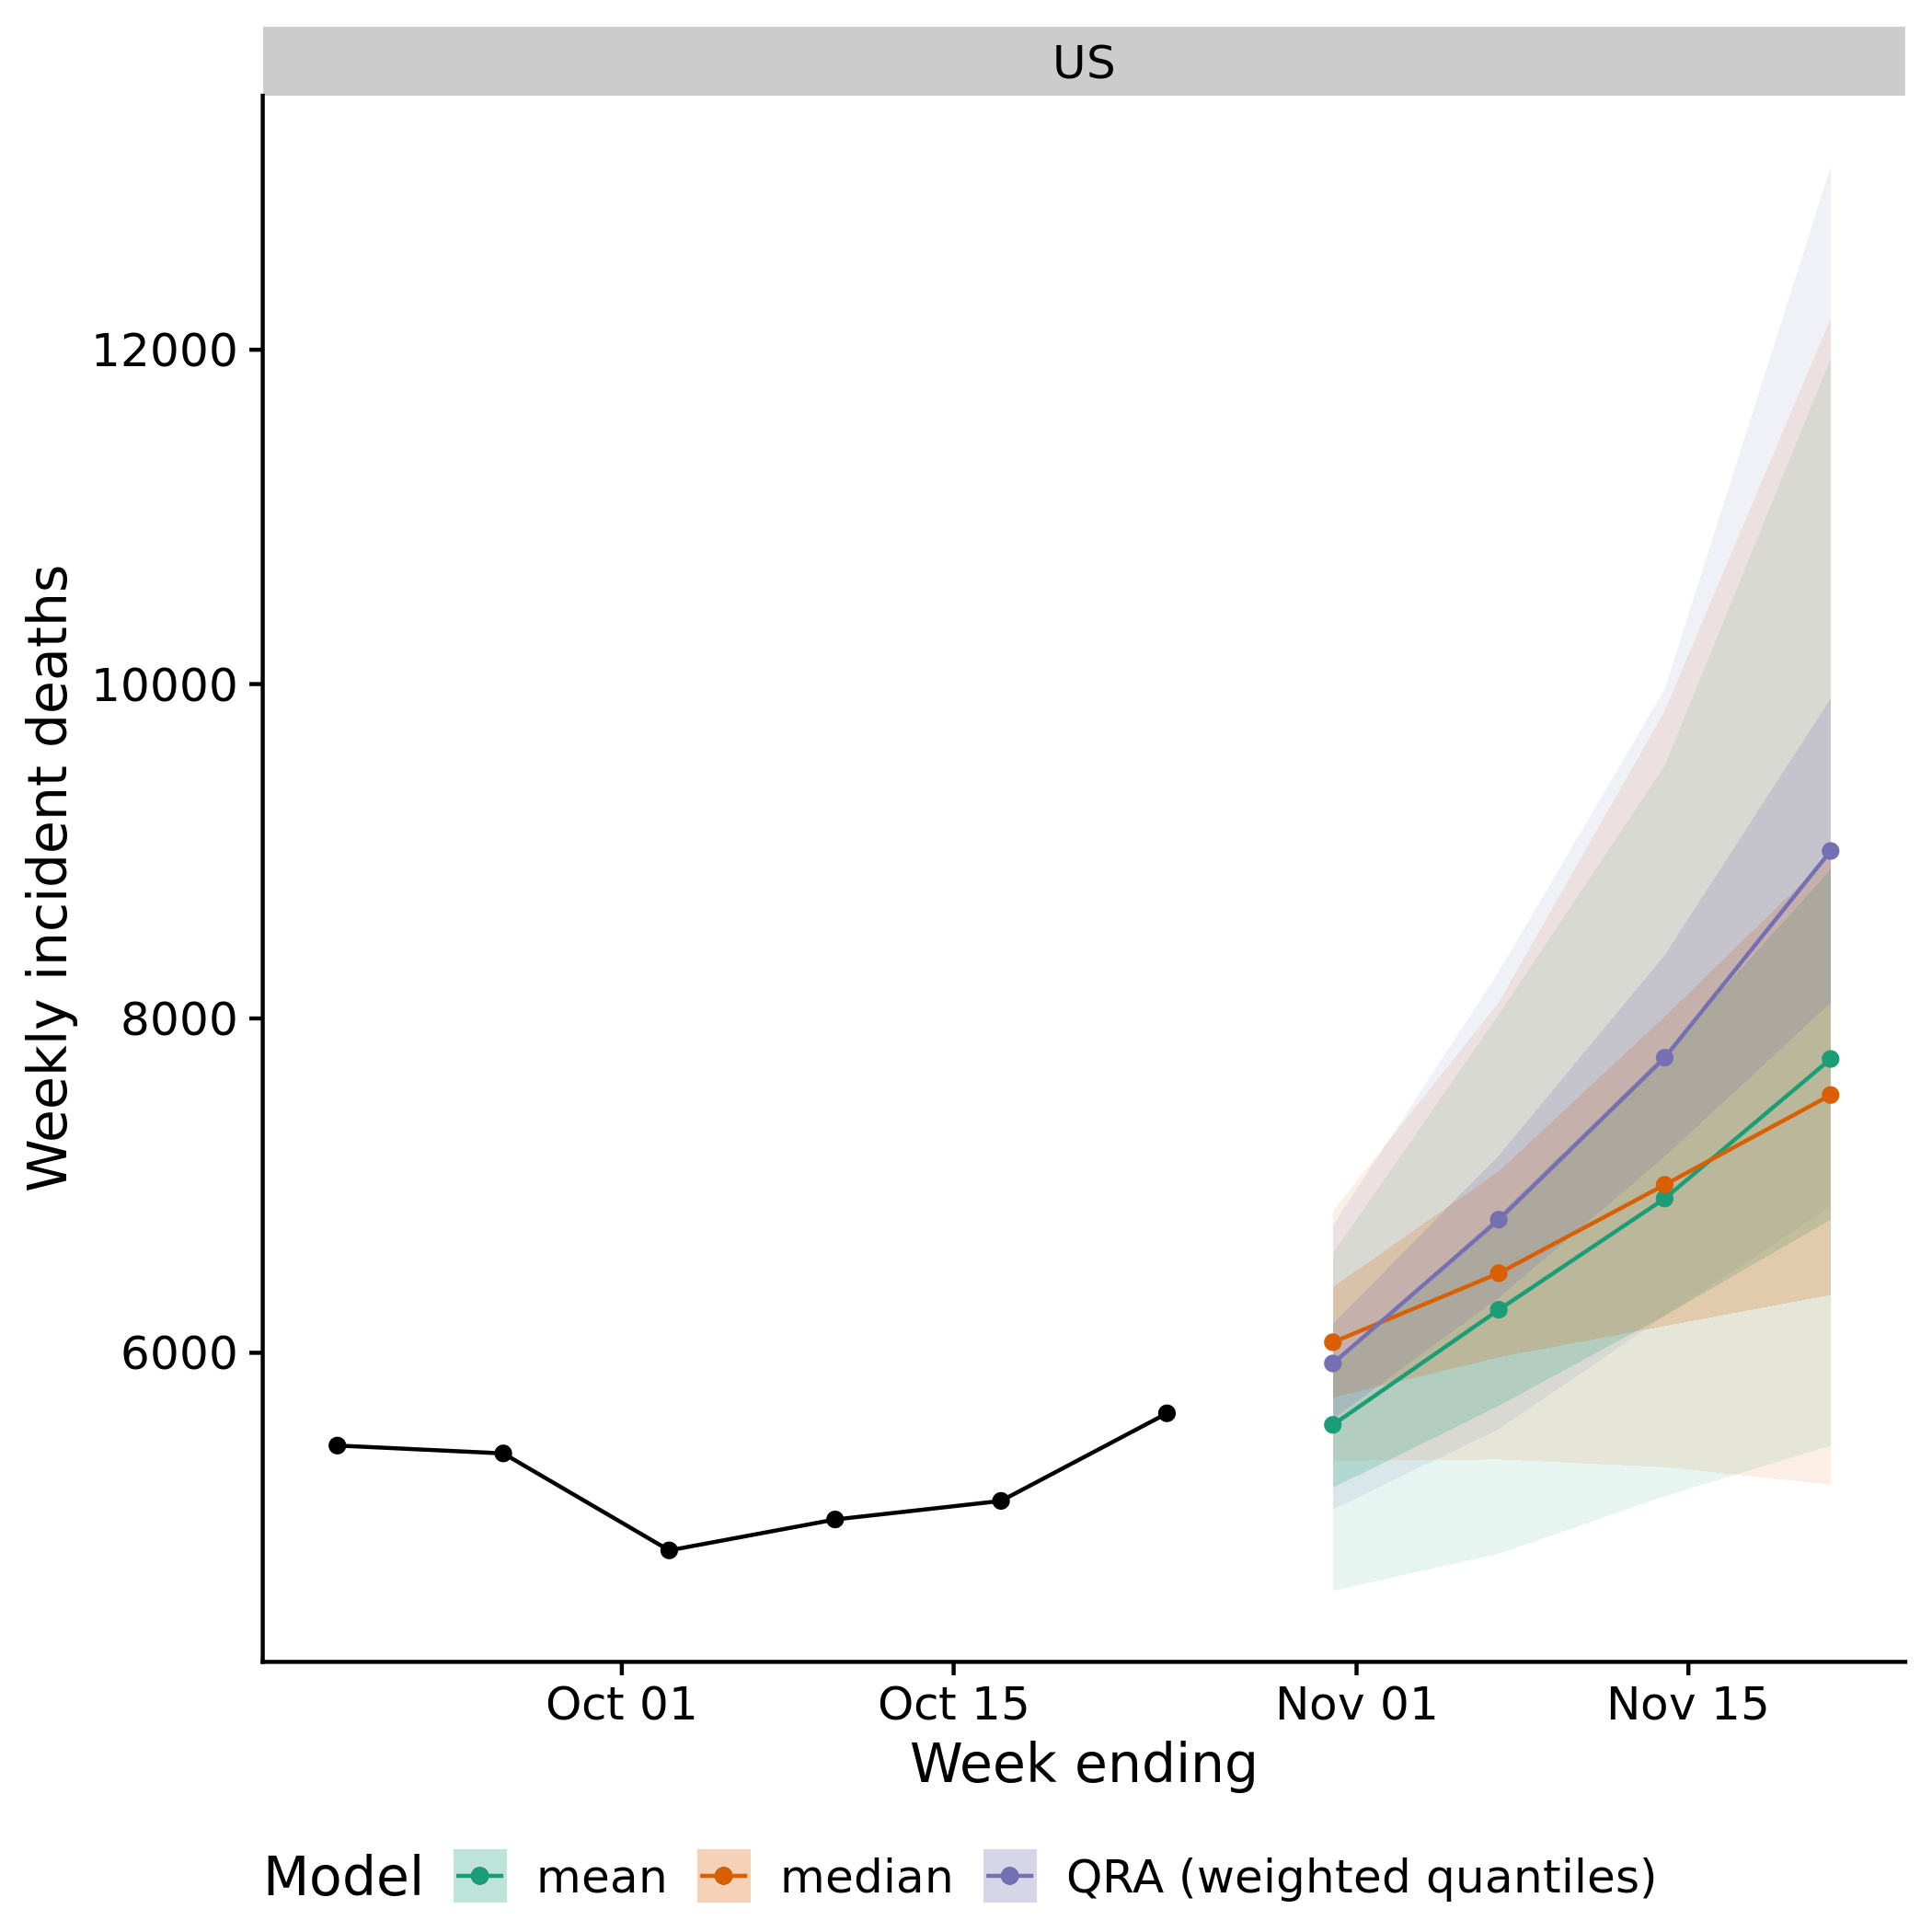 US
Weekly incident deaths
12000
10000
8000
6000
Oct 01
Oct 15
Nov 01
Nov 15
Week ending
Model mean median QRA (weighted quantiles)